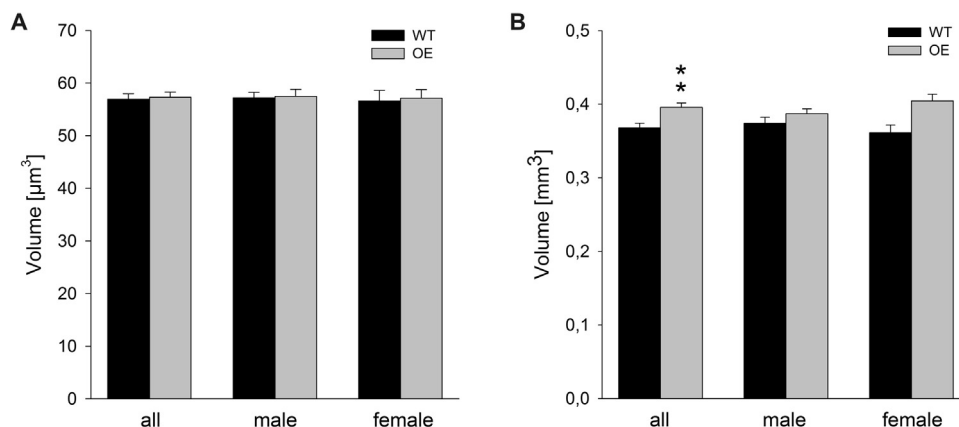 A
Volume [µm³]
70
60
50
40
30
20
10
0
WT
OE
all
male
female
B
Volume [mm³]
0,5
0,4
0,3
0,2
0,1
0,0
WT
OE
*
*
all
male
female